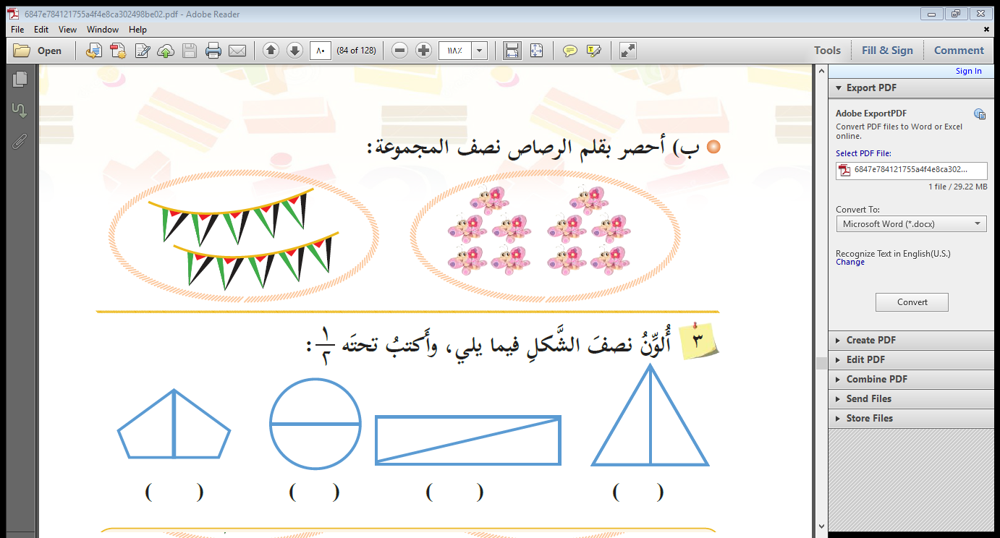 6847e784121755a4f4e8ca302498be02.pdf - Adobe Reader
File Edit View Window Help
Open ٨٠ (84 of 128) ١١٨٪ Tools Fill & Sign Comment
Sign In
Export PDF
Adobe ExportPDF
Convert PDF files to Word or Excel
online.
Select PDF File:
6847e784121755a4f4e8ca302...
1 file / 29.22 MB
Convert To:
Microsoft Word (*.docx)
Recognize Text in English(U.S.)
Change
Convert
Create PDF
Edit PDF
Combine PDF
Send Files
Store Files
ب) أحصر بقلم الرصاص نصف المجموعة:
٣ أُلوِّنُ نصفَ الشَّكلِ فيما يلي، وأَكتبُ تحتَه ١/٢ :
( ) ( ) ( ) ( )